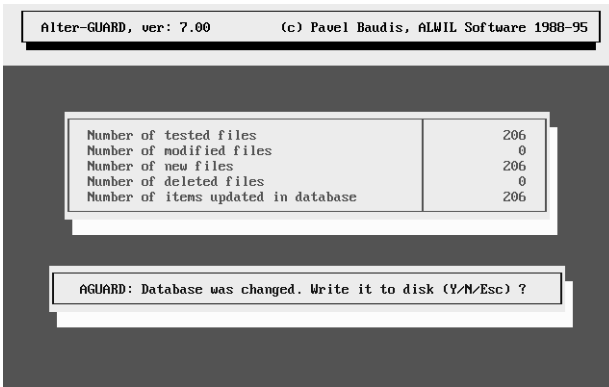 Alter-GUARD, ver: 7.00 (c) Pavel Baudis, ALWIL Software 1988-95
Number of tested files 206
Number of modified files 0
Number of new files 206
Number of deleted files 0
Number of items updated in database 206
AGUARD: Database was changed. Write it to disk (Y/N/Esc) ?